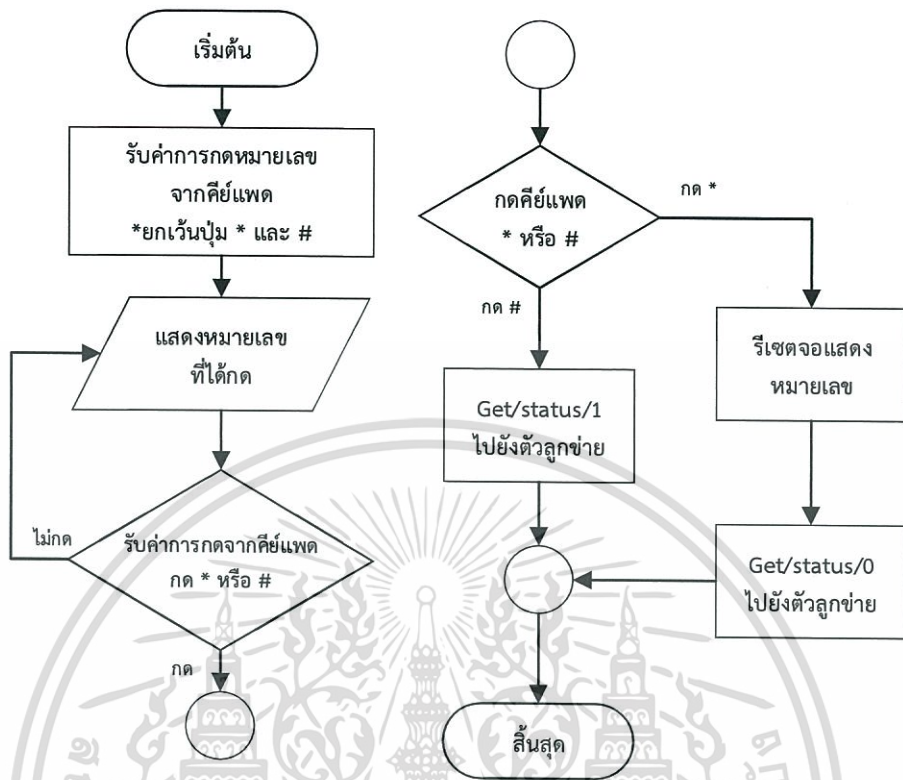 เริ่มต้น
รับค่าการกดหมายเลข
จากคีย์แพด
*ยกเว้นปุ่ม * และ #
แสดงหมายเลข
ที่ได้กด
ไม่กด
รับค่าการกดจากคีย์แพด
กด * หรือ #
กด
กดคีย์แพด
* หรือ #
กด *
กด #
รีเซตจอแสดง
หมายเลข
Get/status/1
ไปยังตัวลูกข่าย
Get/status/0
ไปยังตัวลูกข่าย
สิ้นสุด